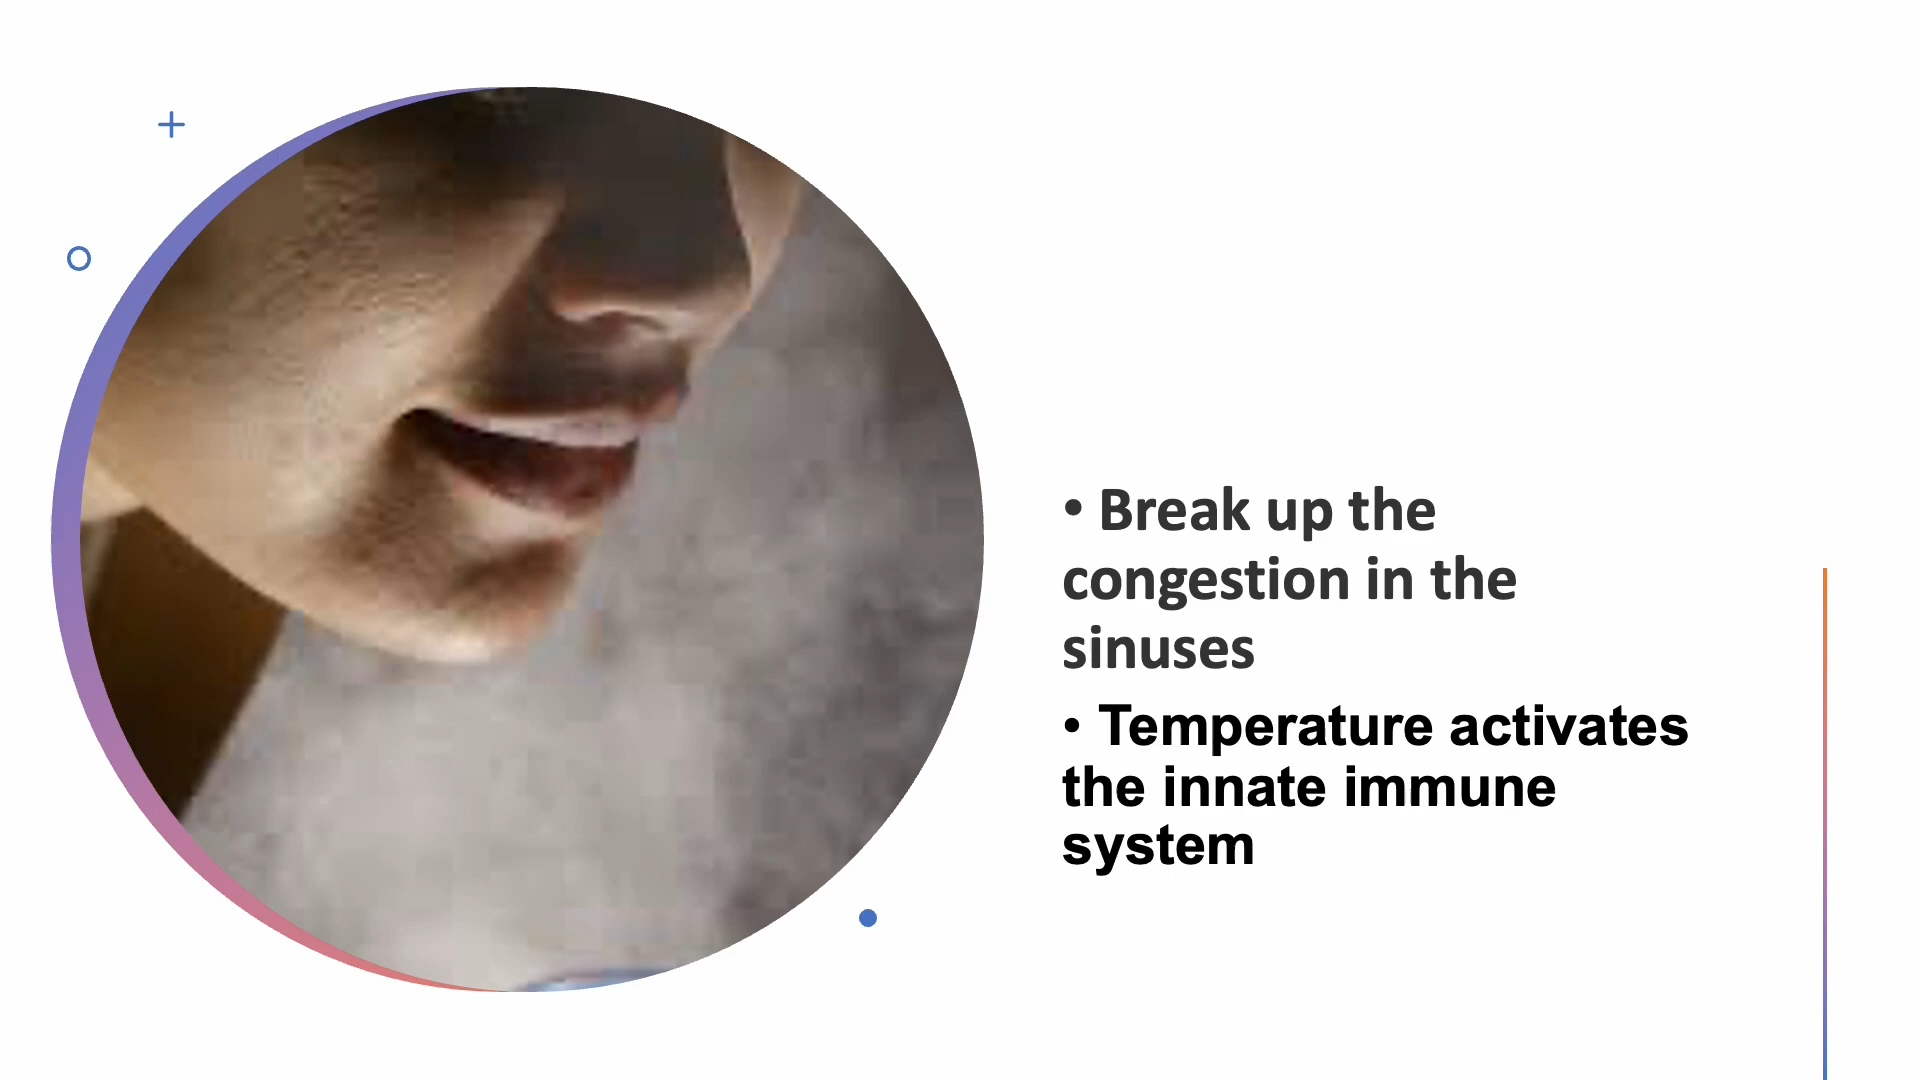 • Break up the
congestion in the
sinuses
• Temperature activates
the innate immune
system